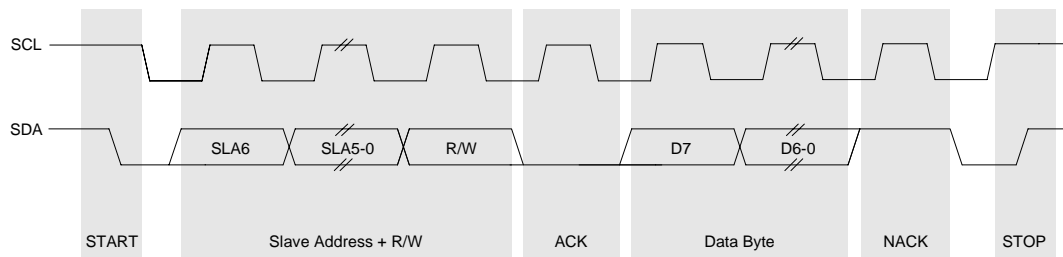 SCL
SDA
SLA6
SLA5-0
R/W
D7
D6-0
START
Slave Address + R/W
ACK
Data Byte
NACK
STOP